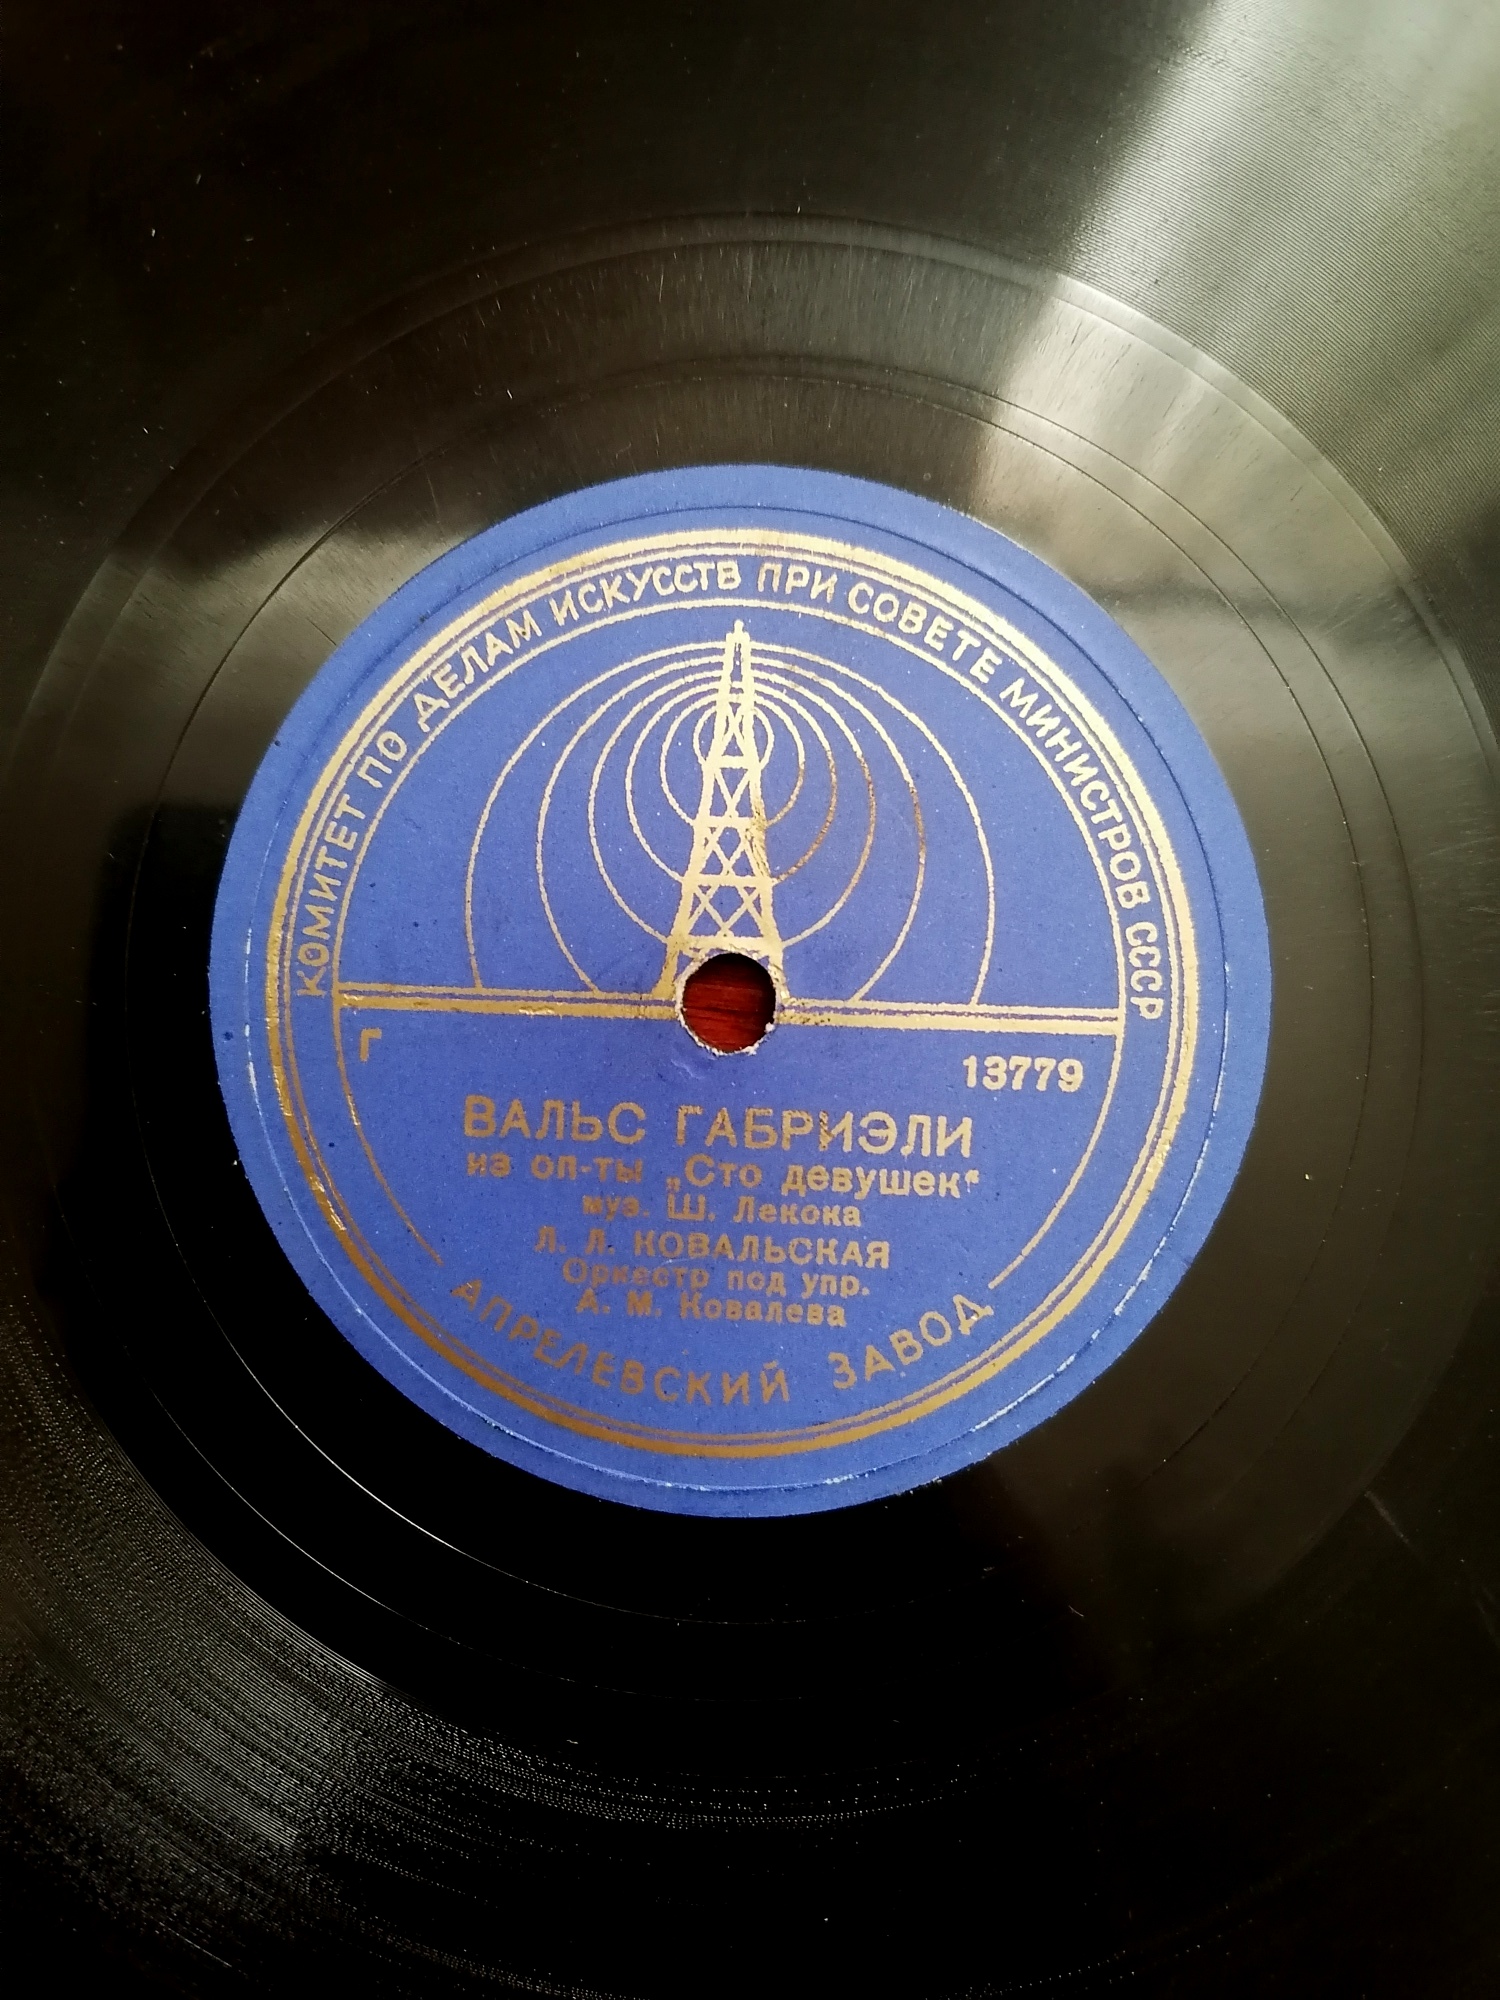 КОМИТЕТ ПО ДЕЛАМ ИСКУССТВ ПРИ СОВЕТЕ МИНИСТРОВ СССР
Г
13779
ВАЛЬС ГАБРИЭЛИ
из оп-ты „Сто девушек“
муз. Ш. Лекока
Л. Л. КОВАЛЬСКАЯ
Оркестр под упр.
А. М. Ковалева
АПРЕЛЕВСКИЙ ЗАВОД